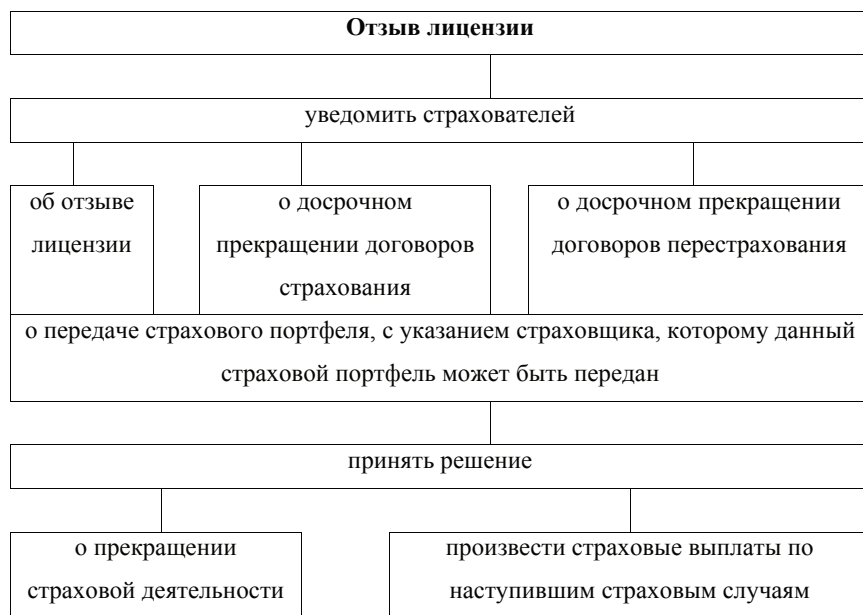 Отзыв лицензии
уведомить страхователей
об отзыве
лицензии
о досрочном
прекращении договоров
страхования
о досрочном прекращении
договоров перестрахования
о передаче страхового портфеля, с указанием страховщика, которому данный
страховой портфель может быть передан
принять решение
о прекращении
страховой деятельности
произвести страховые выплаты по
наступившим страховым случаям